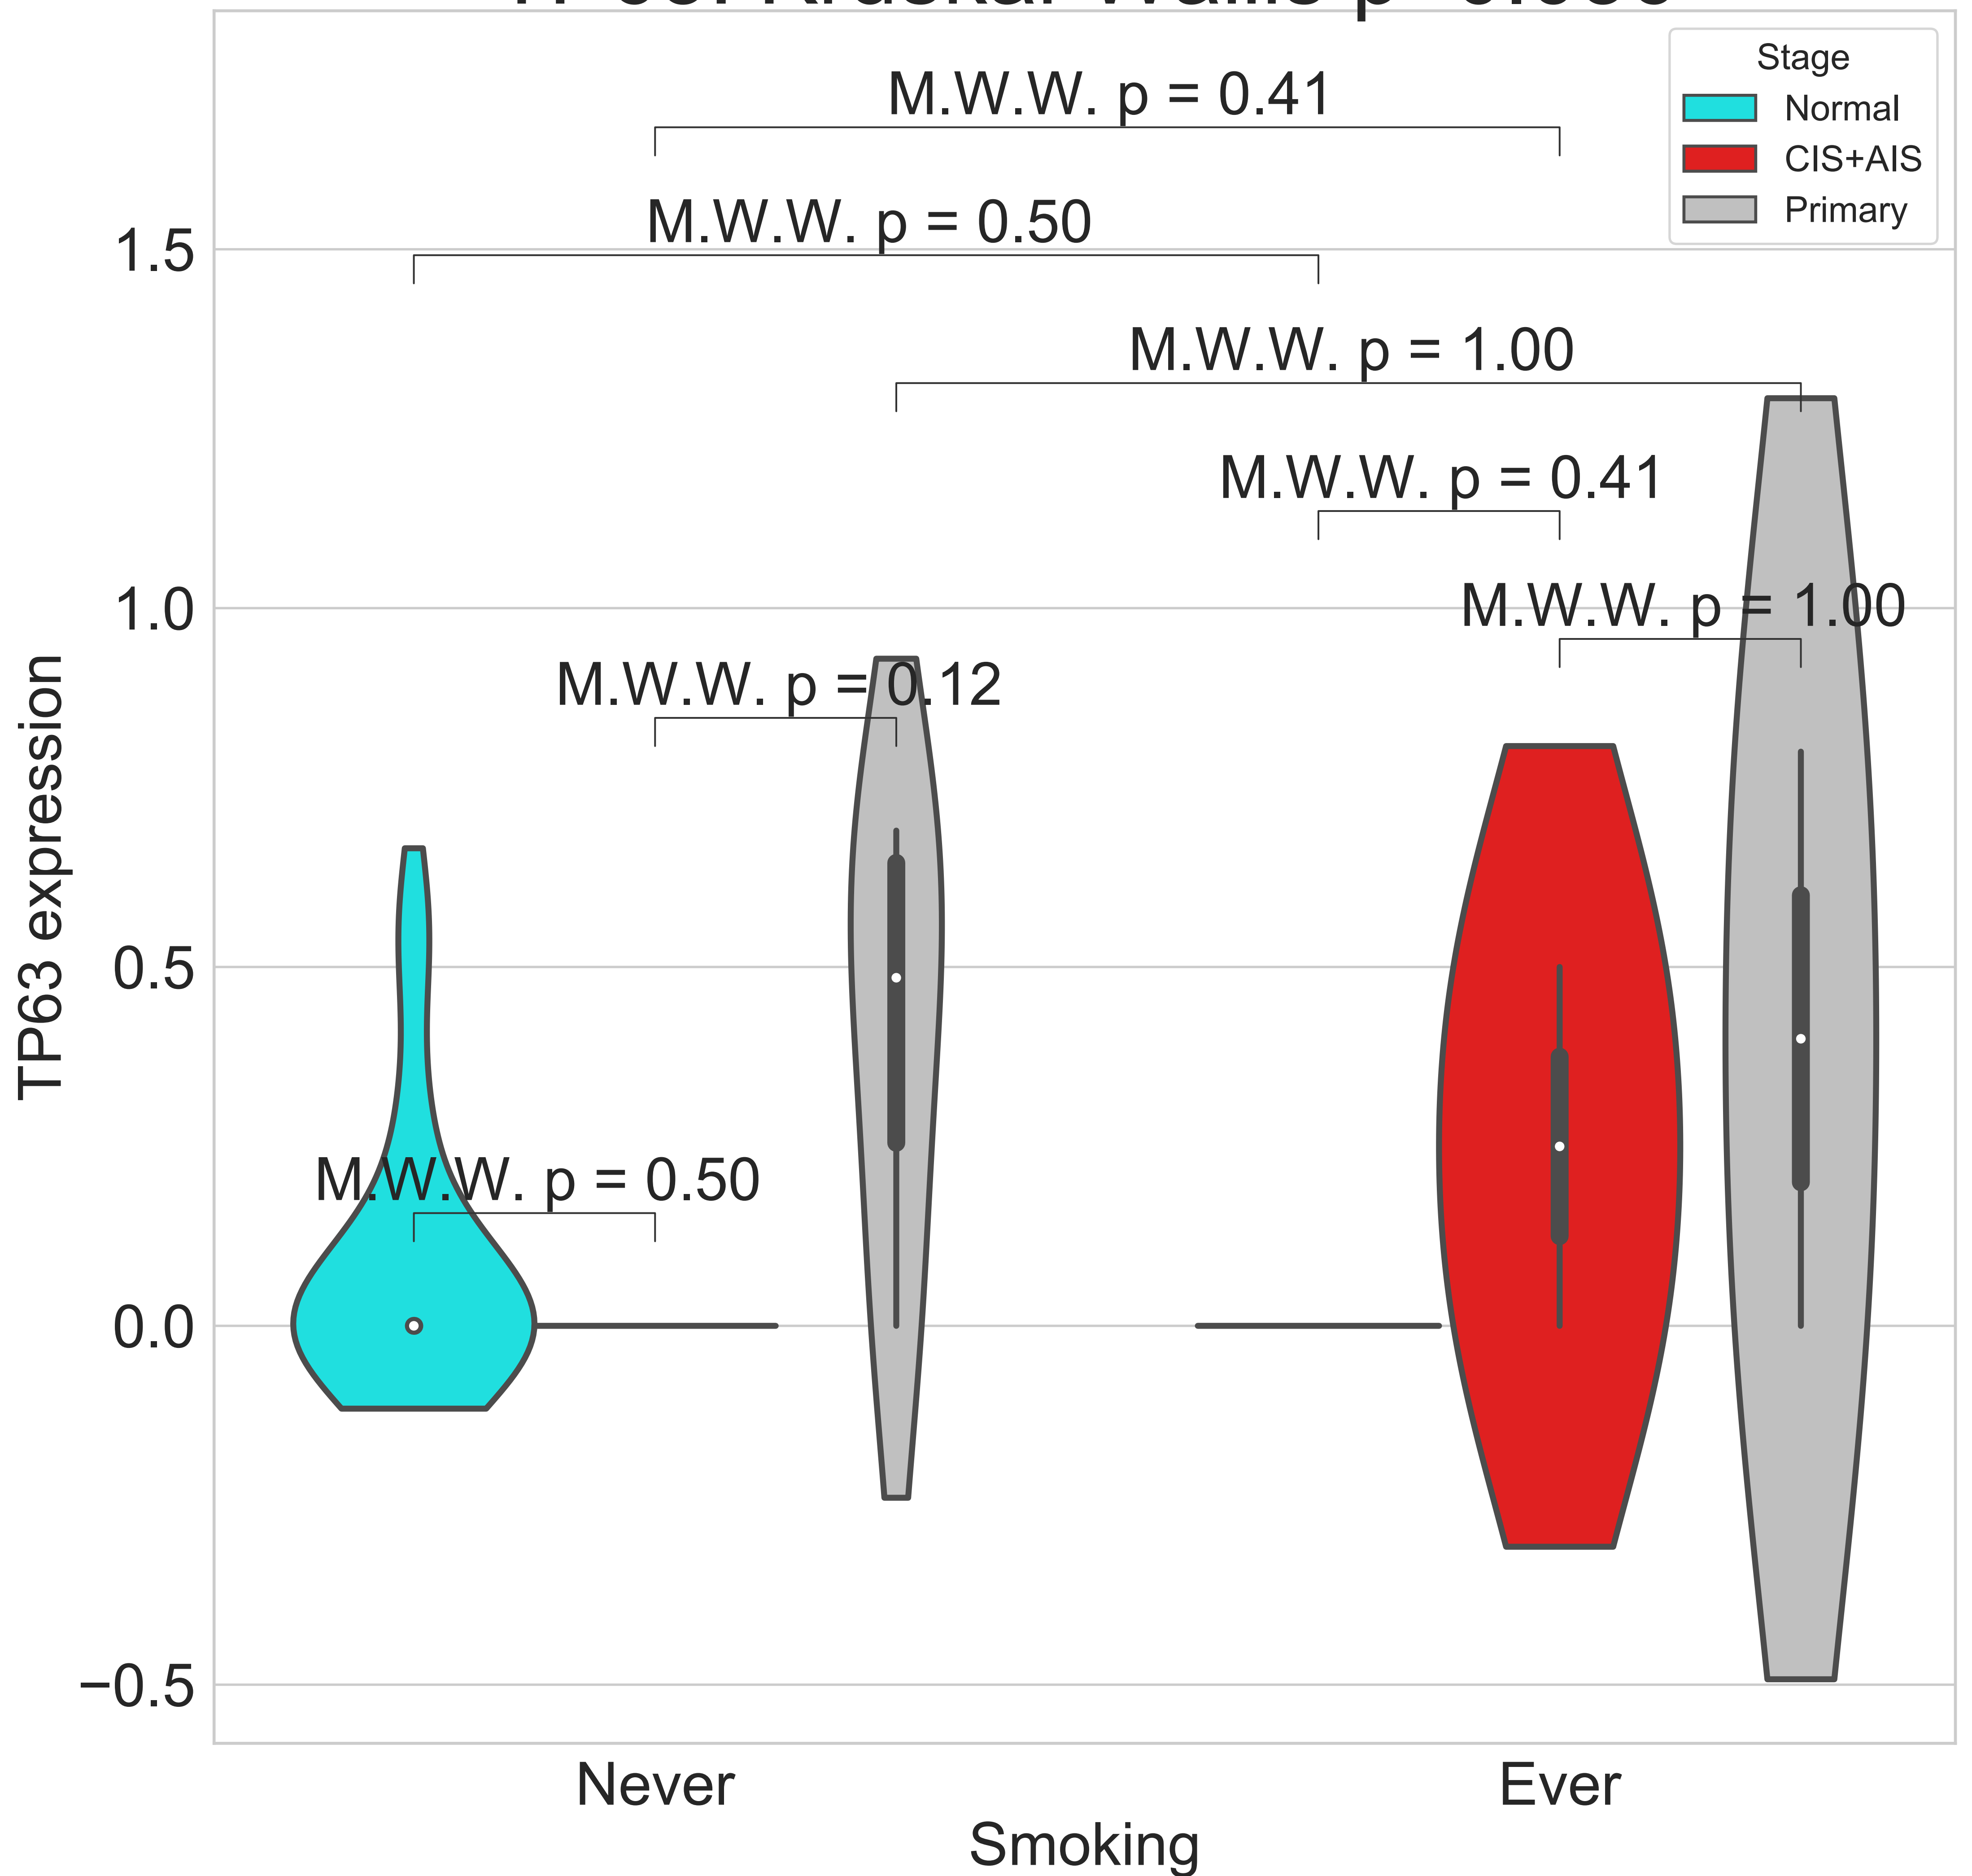 Stage
Normal
CIS+AIS
Primary
M.W.W. p = 0.41
M.W.W. p = 0.50
M.W.W. p = 1.00
M.W.W. p = 0.41
M.W.W. p = 1.00
M.W.W. p = 0.12
M.W.W. p = 0.50
1.5
1.0
0.5
0.0
−0.5
TP63 expression
Never
Ever
Smoking